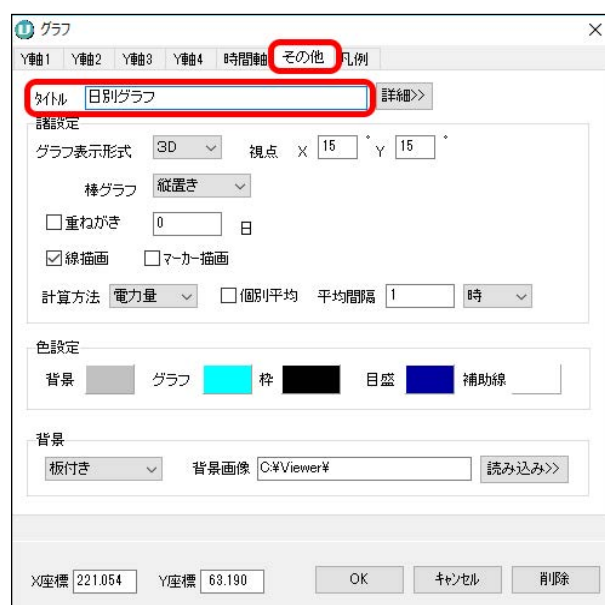 グラフ
Y軸1 Y軸2 Y軸3 Y軸4 時間軸 その他 凡例
タイトル 日別グラフ 詳細>>
諸設定
グラフ表示形式 3D 視点 X 15 ° Y 15 °
棒グラフ 縦置き
重ねがき 0 日
線描画 マーカー描画
計算方法 電力量 個別平均 平均間隔 1 時
色設定
背景 グラフ 枠 目盛 補助線
背景
板付き 背景画像 C:¥Viewer¥ 読み込み>>
X座標 221.054 Y座標 63.190 OK キャンセル 削除